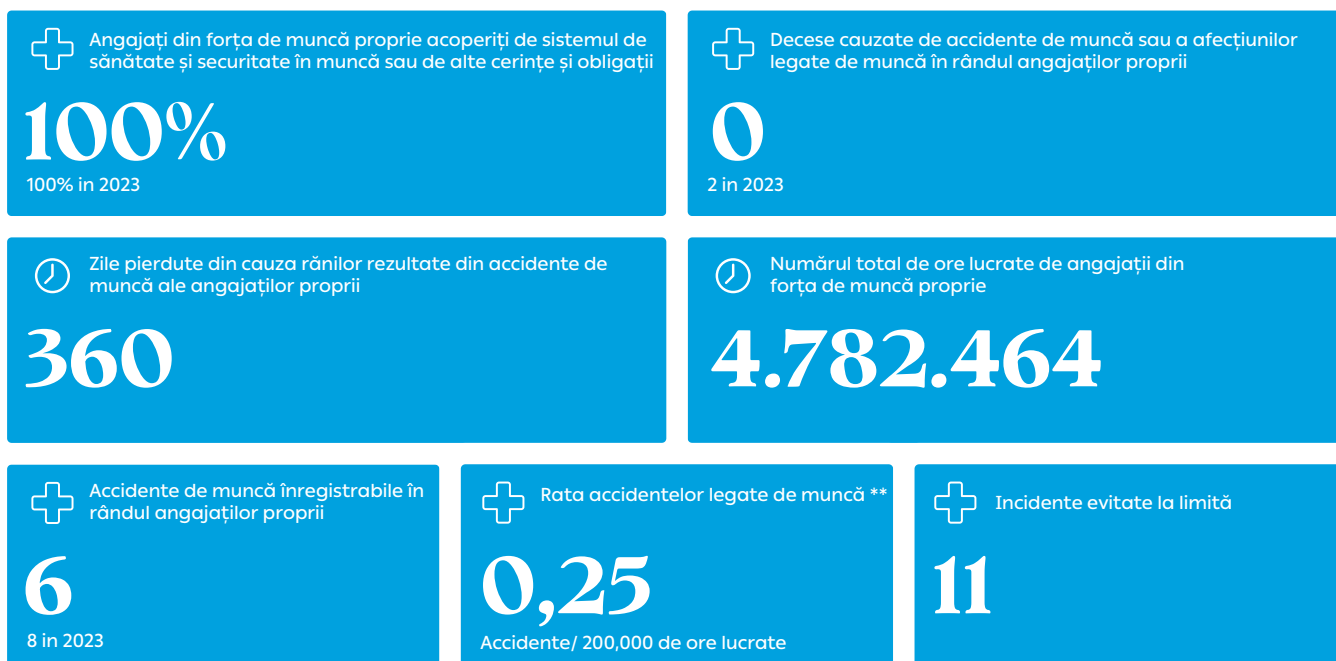 Angajați din forța de muncă proprie acoperiți de sistemul de
sănătate și securitate în muncă sau de alte cerințe și obligații
100%
100% in 2023
Decese cauzate de accidente de muncă sau a afecțiunilor
legate de muncă în rândul angajaților proprii
0
2 in 2023
Zile pierdute din cauza rănilor rezultate din accidente de
muncă ale angajaților proprii
360
Numărul total de ore lucrate de angajații din
forța de muncă proprie
4.782.464
Accidente de muncă înregistrabile în
rândul angajaților proprii
6
8 in 2023
Rata accidentelor legate de muncă **
0,25
Accidente/ 200,000 de ore lucrate
Incidente evitate la limită
11